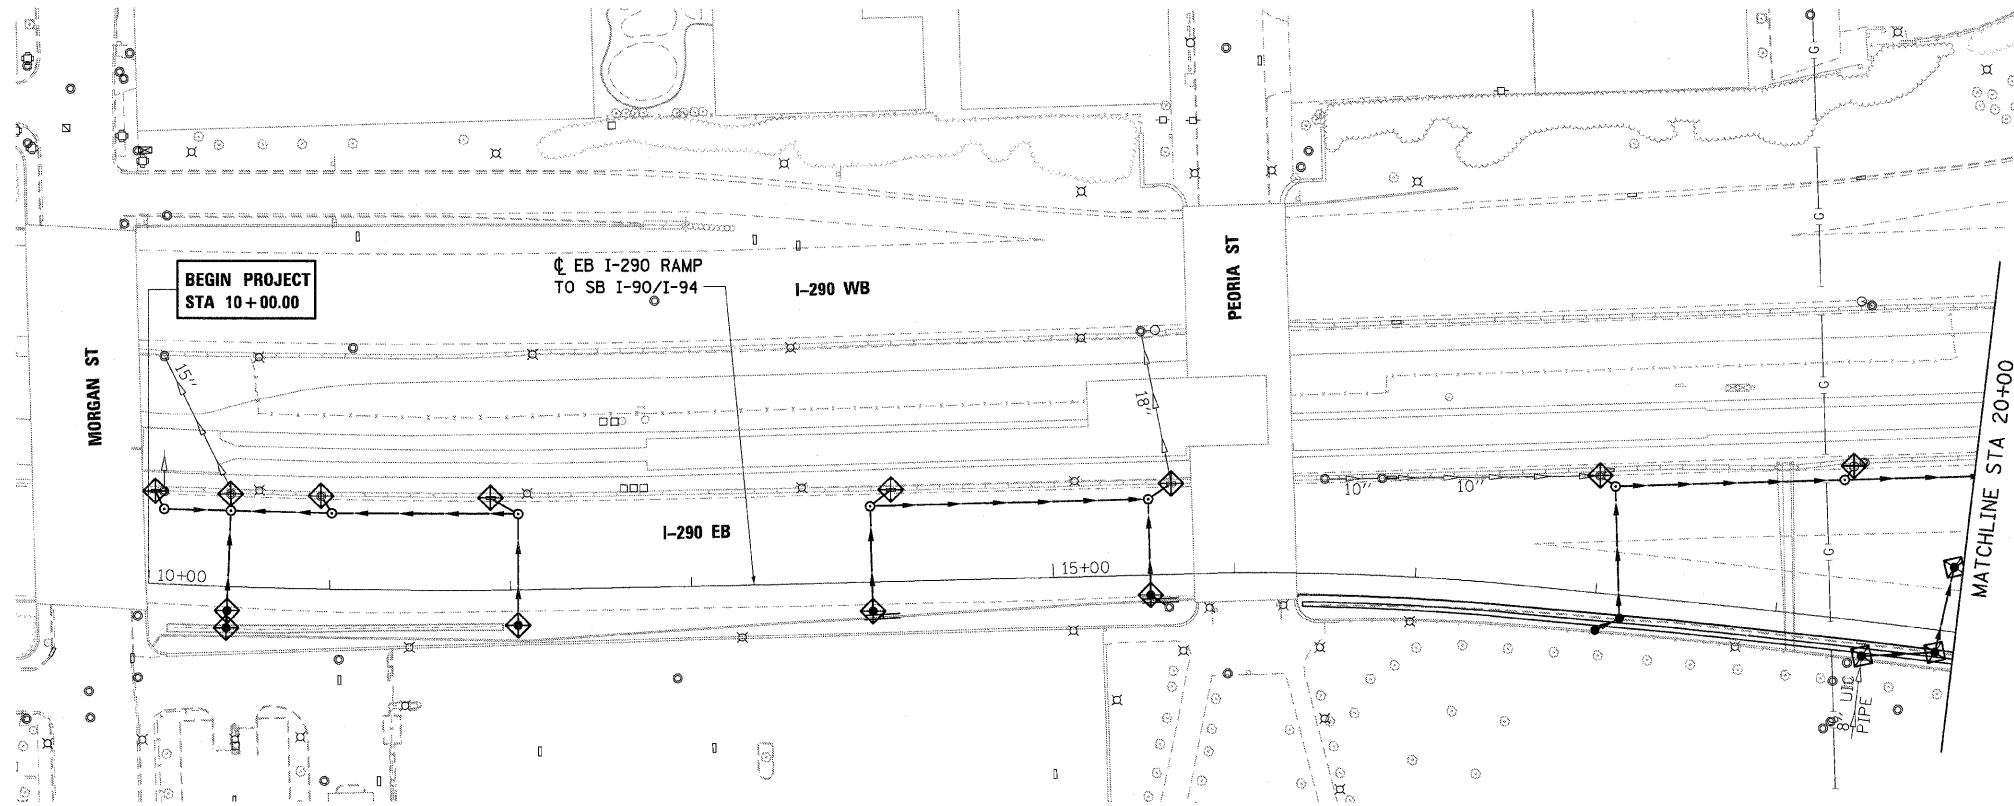 G
G
BEGIN PROJECT
STA 10+00.00
℄ EB I-290 RAMP
TO SB I-90/I-94
I-290 WB
PEORIA ST
MORGAN ST
15"
18"
G
G
MATCHLINE STA 20+00
10"
10"
I-290 EB
G
10+00
15+00
8" UIC
PIPE